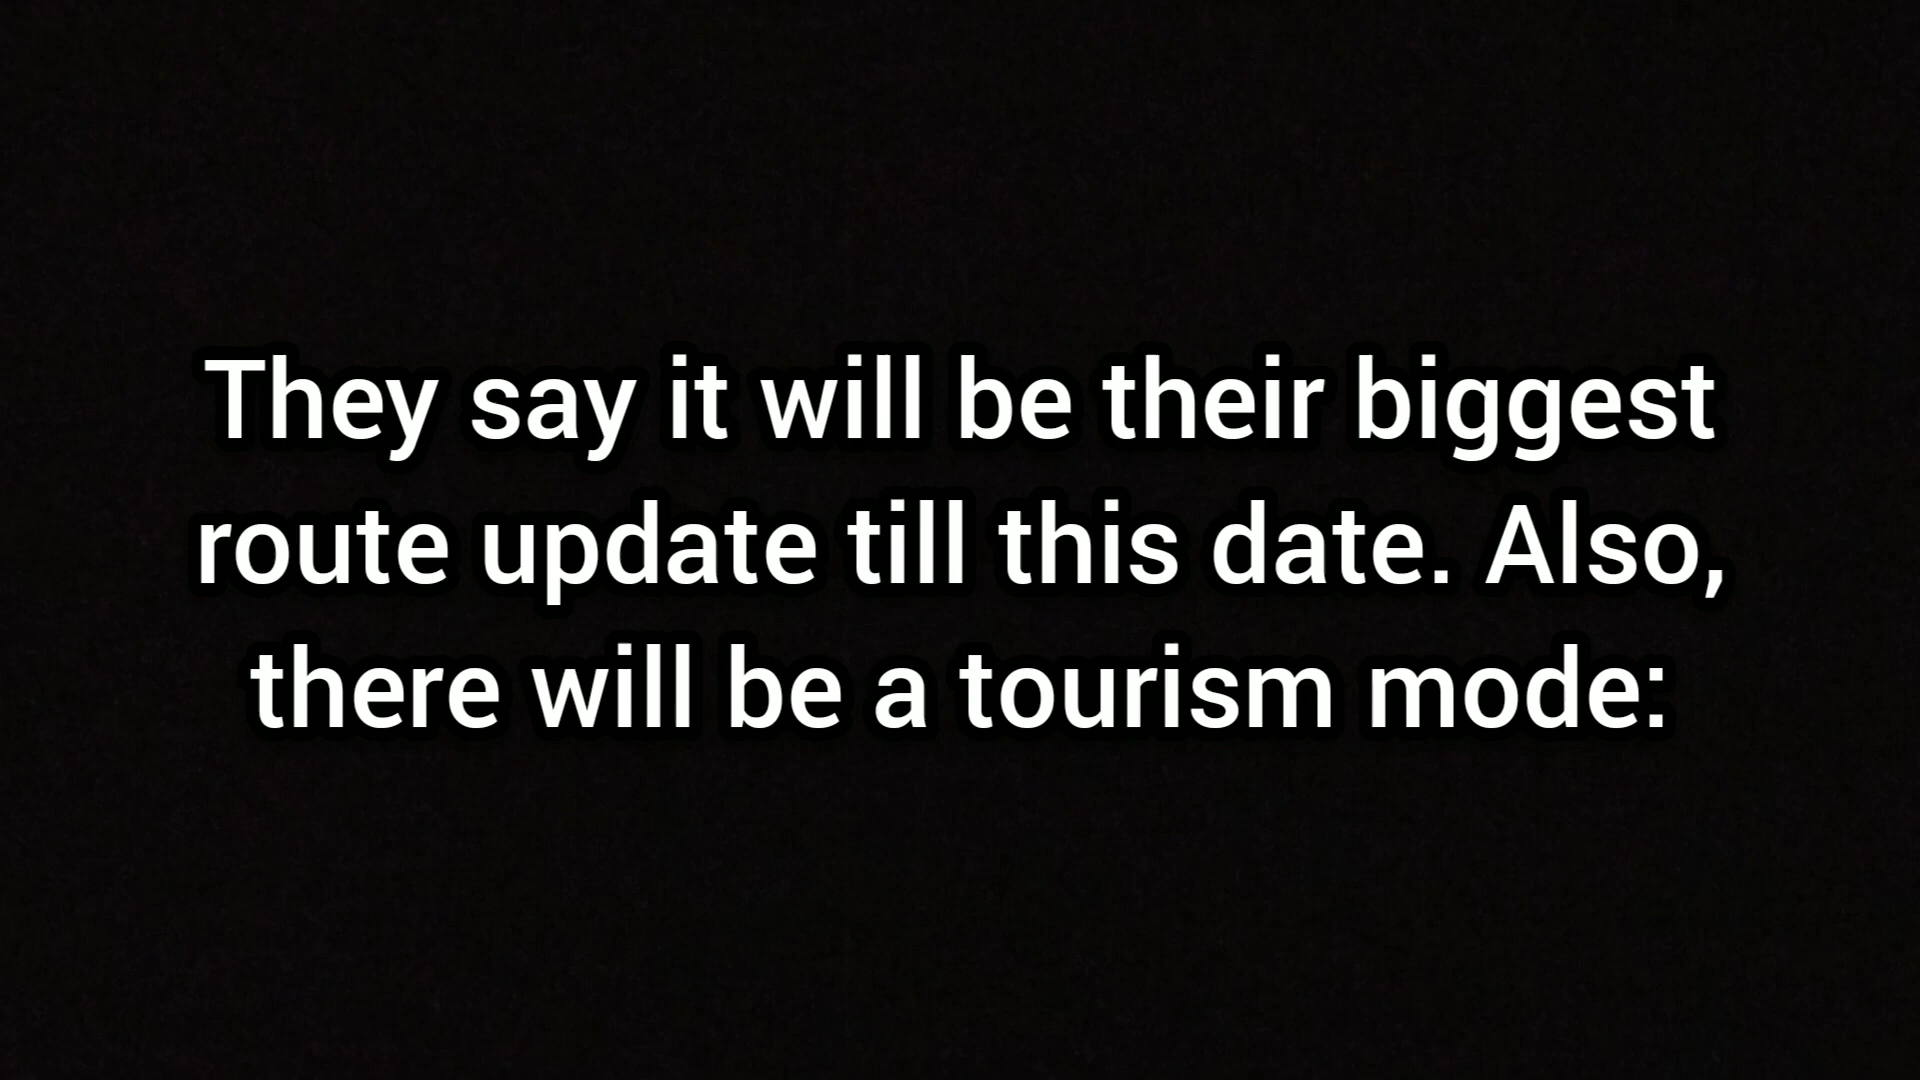 They say it will be their biggest
route update till this date. Also,
there will be a tourism mode: